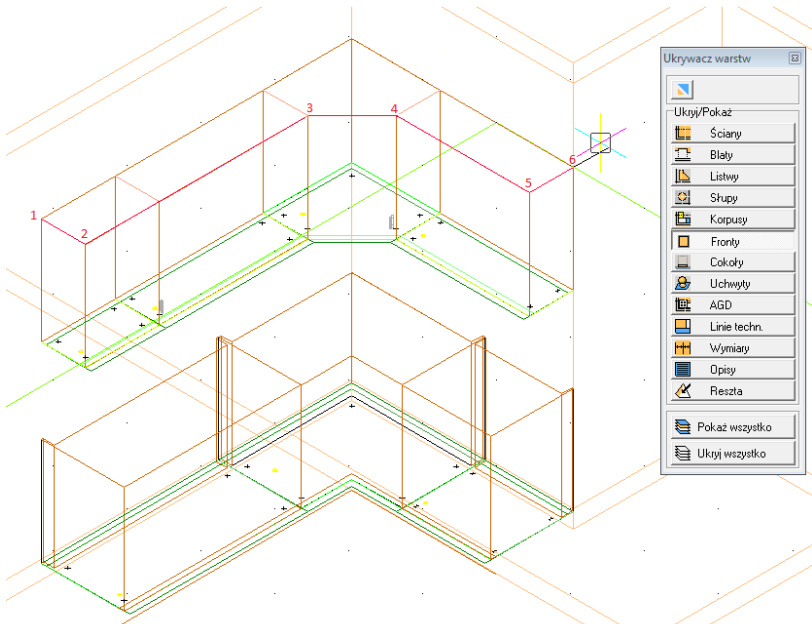 Ukrywacz warstw
Ukryj/Pokaż
Ściany
Blaty
Listwy
Słupy
Korpusy
Fronty
Cokoły
Uchwyty
AGD
Linie techn.
Wymiary
Opisy
Reszta
Pokaż wszystko
Ukryj wszystko
3
4
6
5
1
2